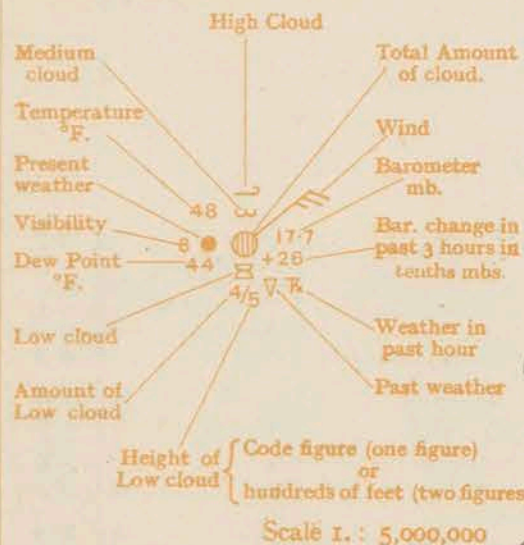 High Cloud
Medium cloud
Total Amount of cloud.
Temperature °F.
Wind
Present weather
Barometer mb.
48
Visibility
8
17·7
Bar. change in past 3 hours in tenths mbs.
Dew Point °F.
44
+26
4/5
Low cloud
Weather in past hour
Amount of Low cloud
Past weather
Height of Low cloud
Code figure (one figure)
or
hundreds of feet (two figures
Scale 1. : 5,000,000